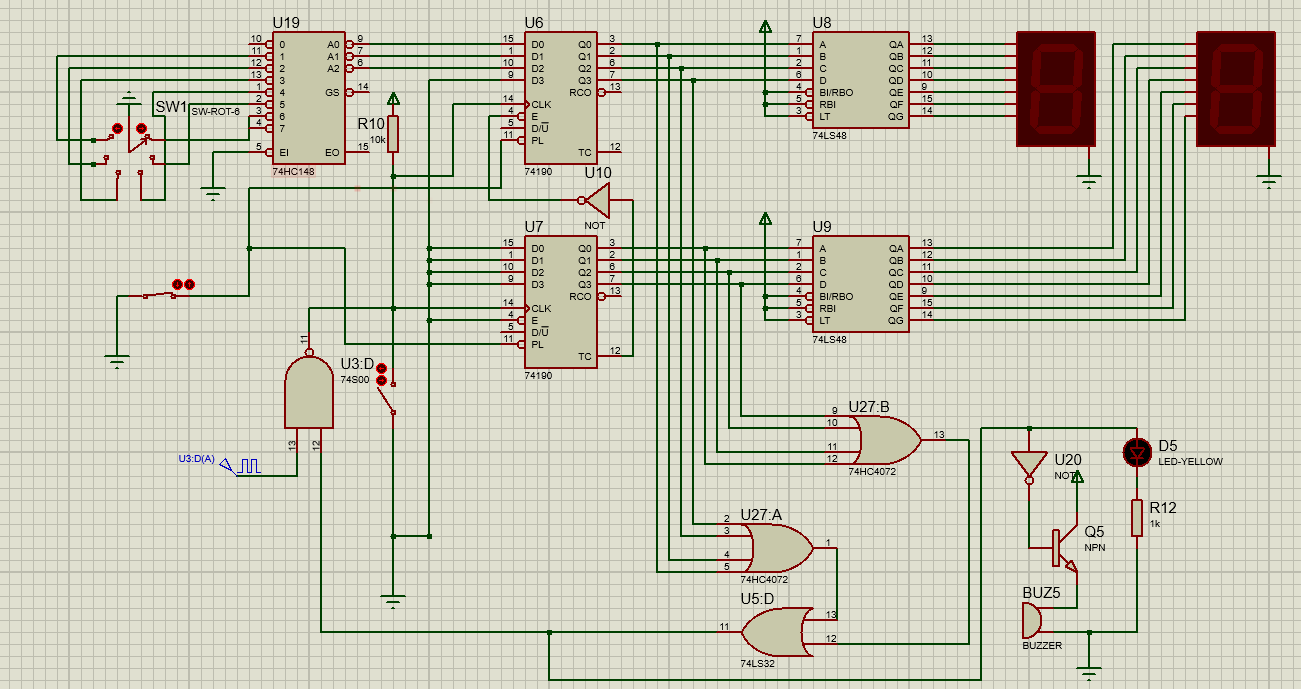 U19
10 0 A0 9
11 1 A1 7
12 2 A2 6
13 3
1 4 GS 14
2 5
3 6
4 7
5 EI EO 15
74HC148
SW1
SW-ROT-6
R10
10k
U6
15 D0 Q0 3
1 D1 Q1 2
10 D2 Q2 6
9 D3 Q3 7
RCO 13
14 CLK
4 E
5 D/U
11 PL
TC 12
74190
U10
NOT
U7
15 D0 Q0 3
1 D1 Q1 2
10 D2 Q2 6
9 D3 Q3 7
RCO 13
14 CLK
4 E
5 D/U
11 PL
TC 12
74190
U8
7 A QA 13
1 B QB 12
2 C QC 11
6 D QD 10
4 BI/RBO QE 9
5 RBI QF 15
3 LT QG 14
74LS48
U9
7 A QA 13
1 B QB 12
2 C QC 11
6 D QD 10
4 BI/RBO QE 9
5 RBI QF 15
3 LT QG 14
74LS48
11
U3:D
74S00
13
12
U3:D(A)
U27:B
9
10
11
12
13
74HC4072
U27:A
2
3
4
5
1
74HC4072
U5:D
13
12
11
74LS32
U20
NOT
D5
LED-YELLOW
R12
1k
Q5
NPN
BUZ5
BUZZER